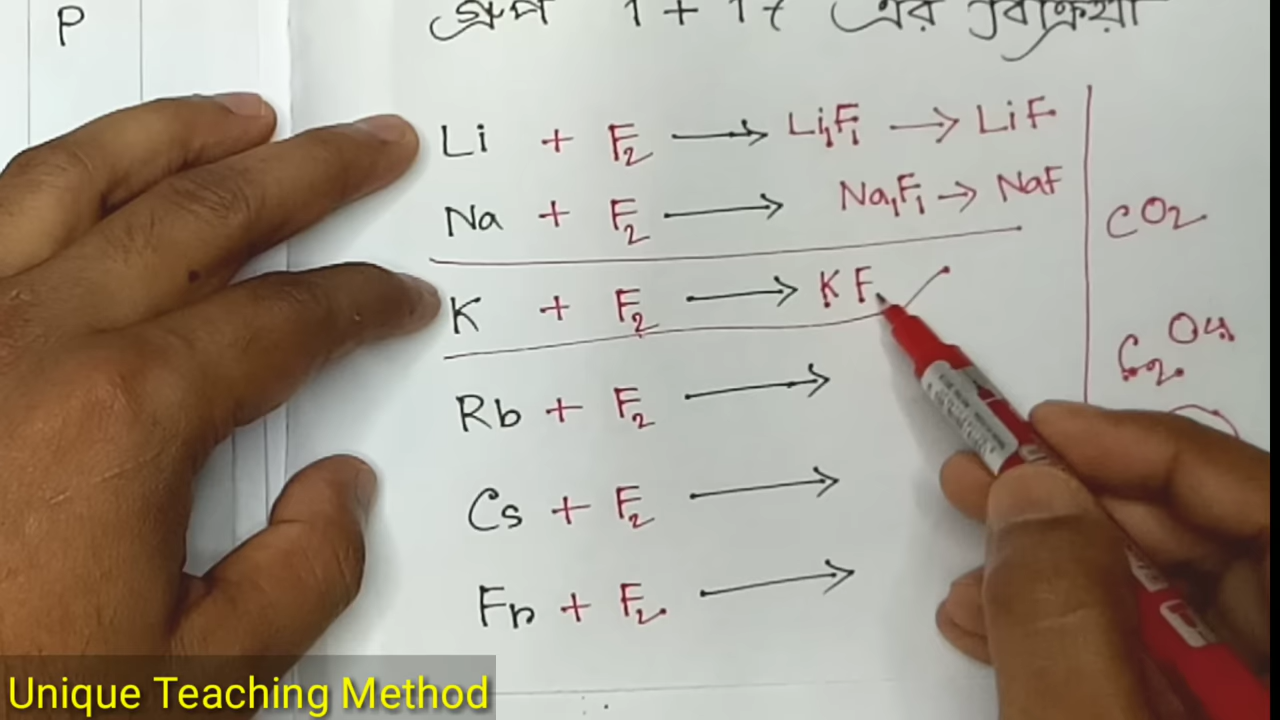 P
গ্রুপ 1 + 17 এর বিক্রিয়া
Li + F₂ ⟶ Li₁F₁ ⟶ LiF
Na + F₂ ⟶ Na₁F₁ → NaF
K + F₂ ⟶ K F
Rb + F₂ ⟶
Cs + F₂ ⟶
Fr + F₂ ⟶
CO₂
C₂O₄
Unique Teaching Method